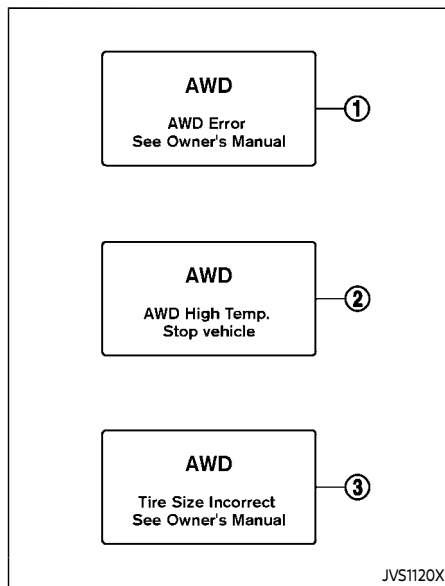 AWD
AWD Error
See Owner's Manual
1
AWD
AWD High Temp.
Stop vehicle
2
AWD
Tire Size Incorrect
See Owner's Manual
3
JVS1120X